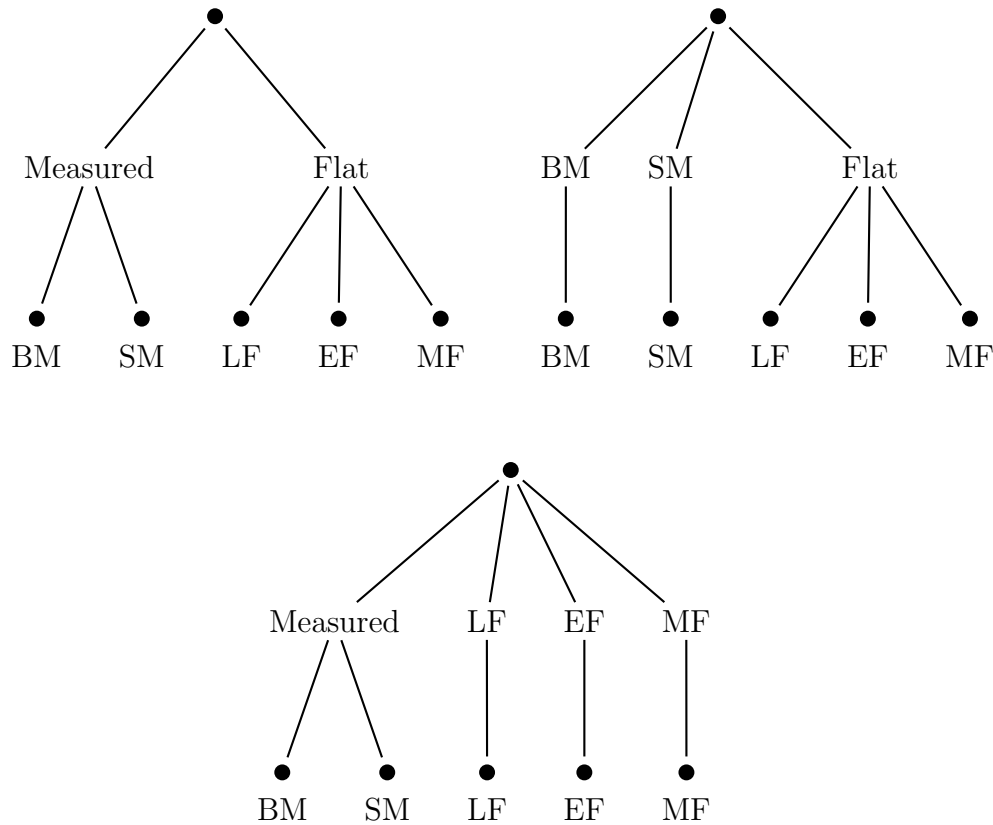 Measured Flat BM SM Flat
BM SM LF EF MF BM SM LF EF MF
Measured LF EF MF
BM SM LF EF MF